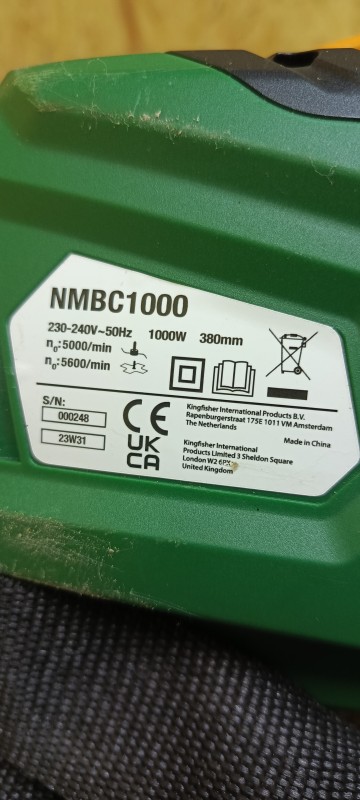 NMBC1000
230-240V~50Hz 1000W 380mm
n₀:5000/min
n₀:5600/min
S/N:
000248
23W31
CE
UK
CA
Kingfisher International Products B.V.
Rapenburgerstraat 175E 1011 VM Amsterdam
The Netherlands
Made in China
Kingfisher International
Products Limited 3 Sheldon Square
London W2 6PX
United Kingdom